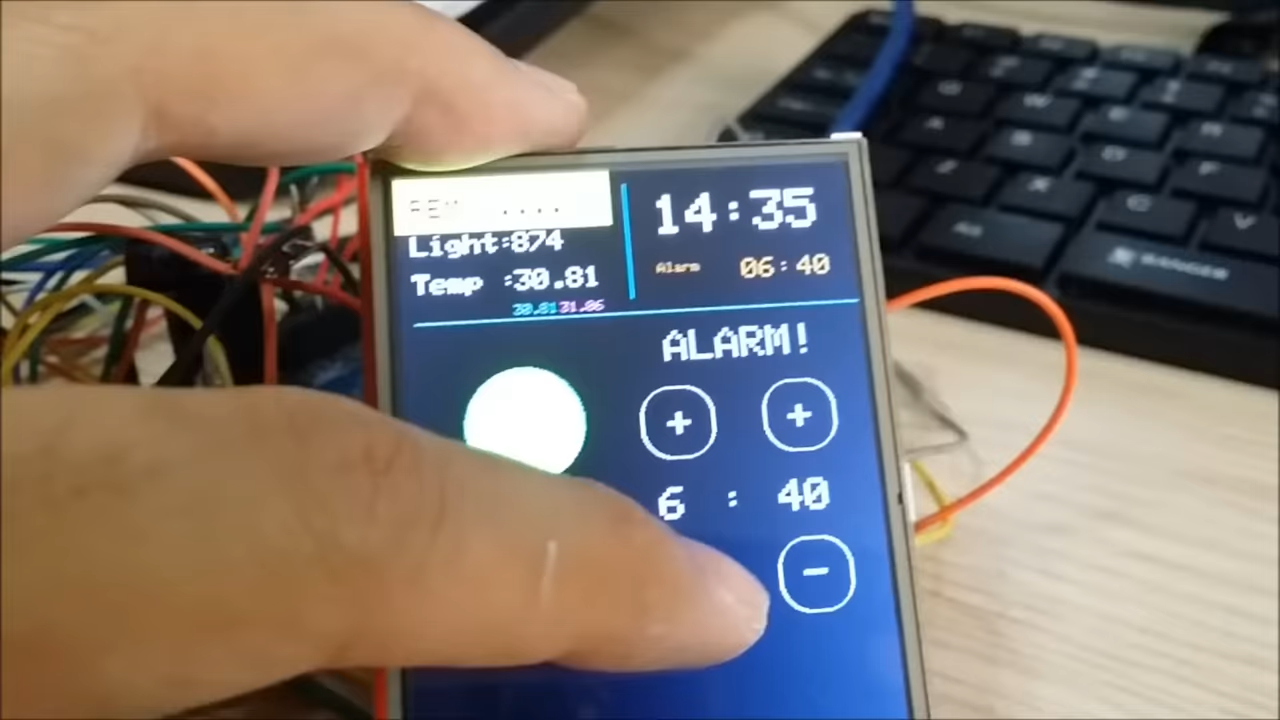 Light:874
Temp :30.81
30.81 31.06
14:35
Alarm 06:40
ALARM!
+ +
6 : 40
-